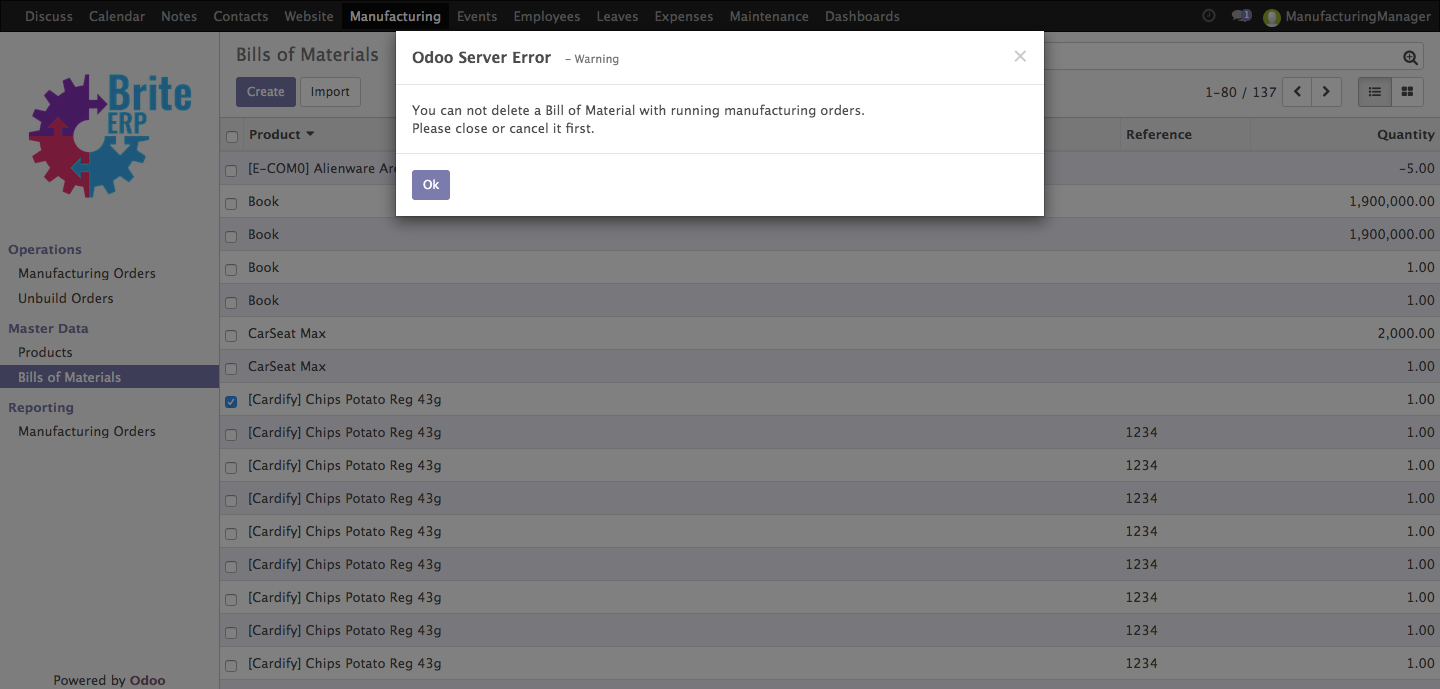 Discuss Calendar Notes Contacts Website Manufacturing Events Employees Leaves Expenses Maintenance Dashboards 1 ManufacturingManager
Brite
ERP
Operations
Manufacturing Orders
Unbuild Orders
Master Data
Products
Bills of Materials
Reporting
Manufacturing Orders
Powered by Odoo
Bills of Materials
Create Import
1-80 / 137
Odoo Server Error - Warning
You can not delete a Bill of Material with running manufacturing orders.
Please close or cancel it first.
Ok
Product Reference Quantity
[E-COM0] Alienware -5.00
Book 1,900,000.00
Book 1,900,000.00
Book 1.00
Book 1.00
CarSeat Max 2,000.00
CarSeat Max 1.00
[Cardify] Chips Potato Reg 43g 1.00
[Cardify] Chips Potato Reg 43g 1234 1.00
[Cardify] Chips Potato Reg 43g 1234 1.00
[Cardify] Chips Potato Reg 43g 1234 1.00
[Cardify] Chips Potato Reg 43g 1234 1.00
[Cardify] Chips Potato Reg 43g 1234 1.00
[Cardify] Chips Potato Reg 43g 1234 1.00
[Cardify] Chips Potato Reg 43g 1234 1.00
[Cardify] Chips Potato Reg 43g 1234 1.00